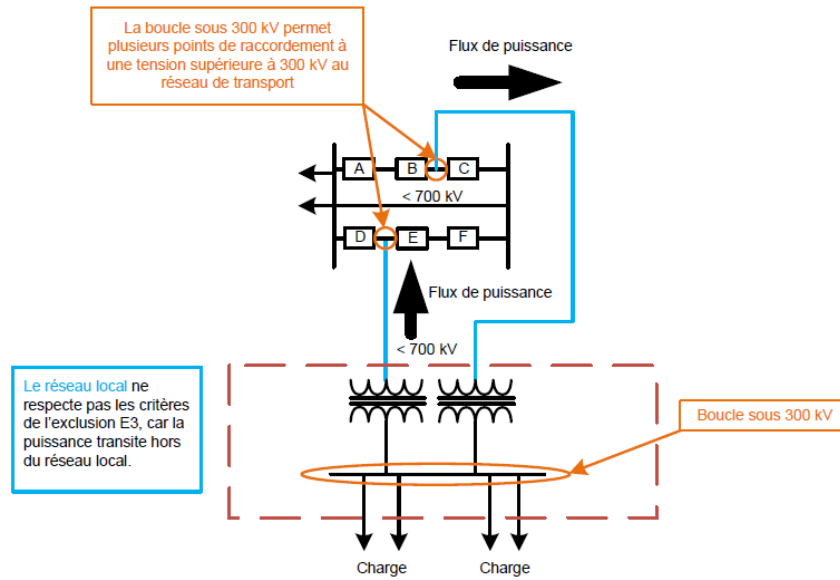 La boucle sous 300 kV permet
plusieurs points de raccordement à
une tension supérieure à 300 kV au
réseau de transport
Flux de puissance
A
B
C
< 700 kV
D
E
F
Flux de puissance
< 700 kV
Le réseau local ne
respecte pas les critères
de l'exclusion E3, car la
puissance transite hors
du réseau local.
Boucle sous 300 kV
Charge
Charge